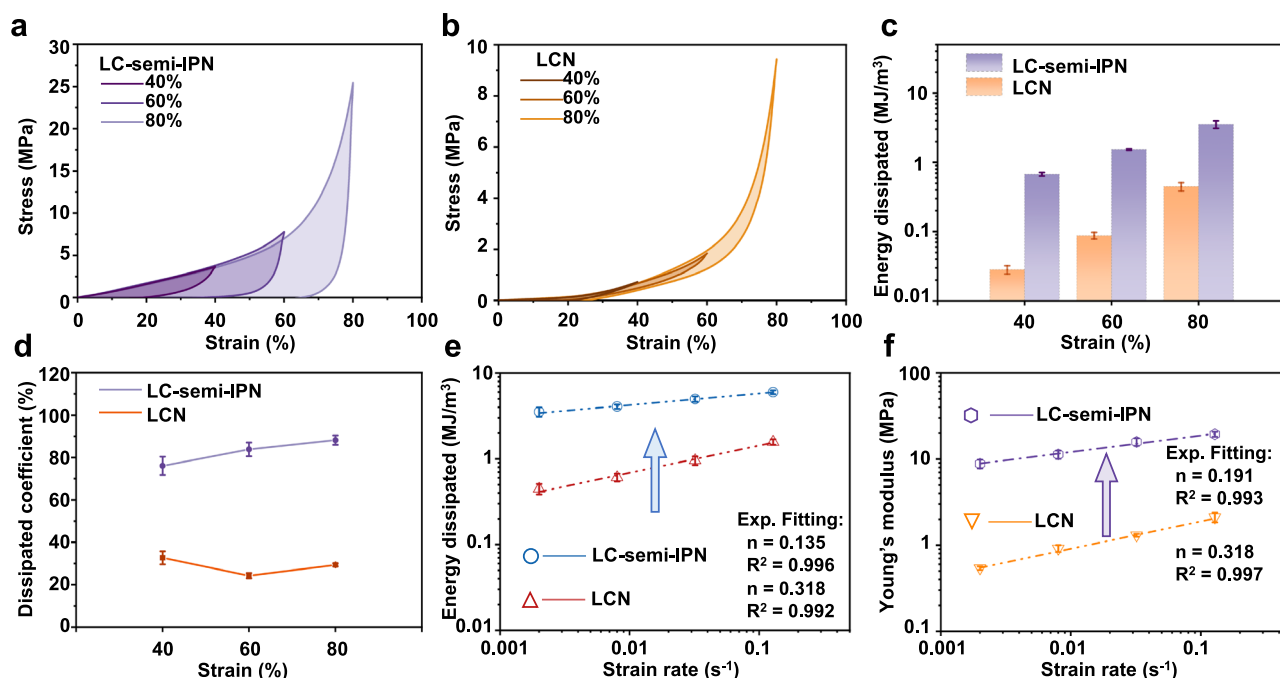 a
30
25
20
15
10
5
0
Stress (MPa)
LC-semi-IPN
40%
60%
80%
0 20 40 60 80 100
Strain (%)
b
10
8
6
4
2
0
Stress (MPa)
LCN
40%
60%
80%
0 20 40 60 80 100
Strain (%)
c
10
1
0.1
0.01
Energy dissipated (MJ/m³)
LC-semi-IPN
LCN
40 60 80
Strain (%)
d
120
100
80
60
40
20
0
Dissipated coefficient (%)
LC-semi-IPN
LCN
40 60 80
Strain (%)
e
10
1
0.1
0.01
Energy dissipated (MJ/m³)
Exp. Fitting:
LC-semi-IPN
n = 0.135
R² = 0.996
LCN
n = 0.318
R² = 0.992
0.001 0.01 0.1
Strain rate (s⁻¹)
f
100
10
1
0.1
Young's modulus (MPa)
LC-semi-IPN
Exp. Fitting:
n = 0.191
R² = 0.993
LCN
n = 0.318
R² = 0.997
0.001 0.01 0.1
Strain rate (s⁻¹)